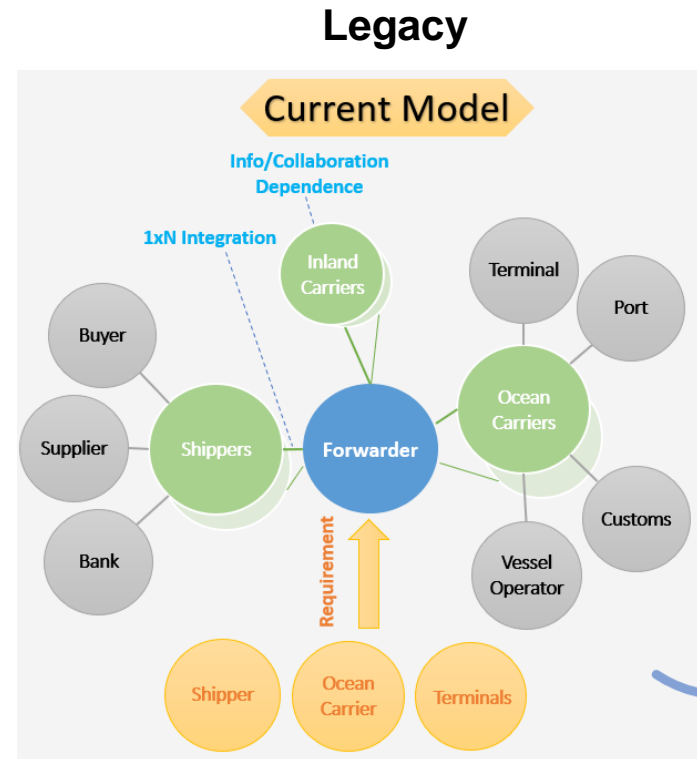 Legacy
Current Model
Info/Collaboration
Dependence
1xN Integration
Inland
Carriers
Terminal
Port
Buyer
Ocean
Carriers
Supplier
Shippers
Forwarder
Customs
Bank
Vessel
Operator
Requirement
Shipper
Ocean
Carrier
Terminals